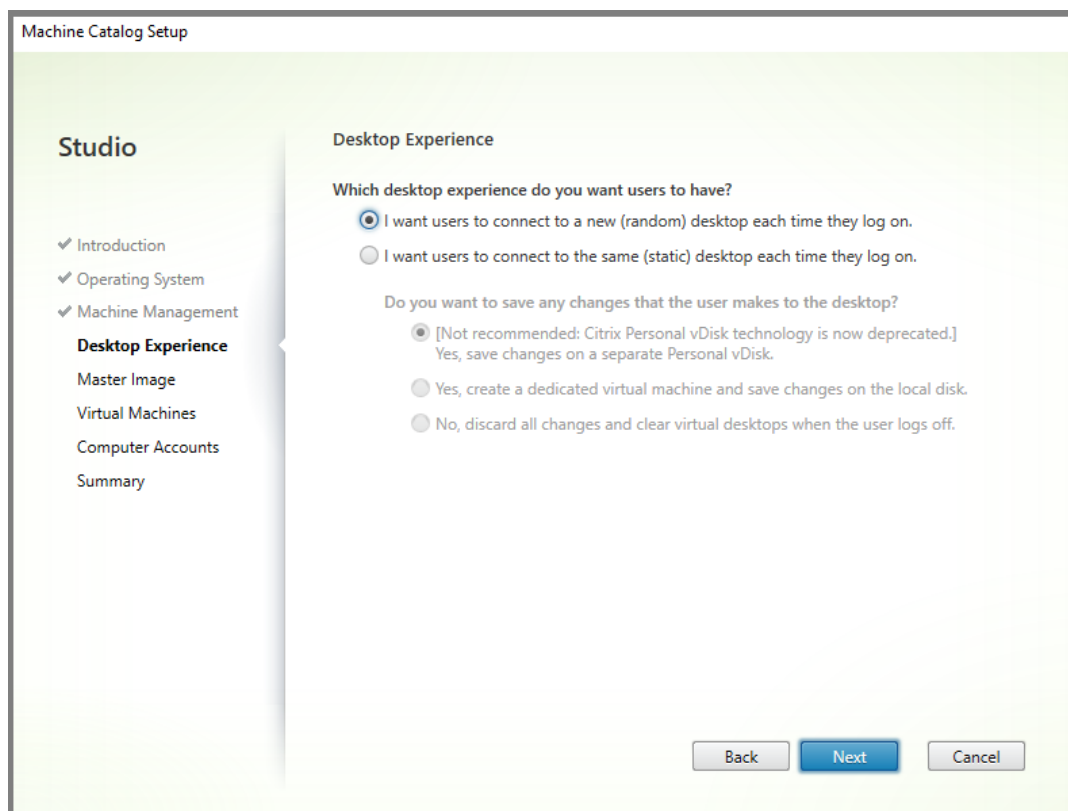 Machine Catalog Setup
Studio
Introduction
Operating System
Machine Management
Desktop Experience
Master Image
Virtual Machines
Computer Accounts
Summary
Desktop Experience
Which desktop experience do you want users to have?
I want users to connect to a new (random) desktop each time they log on.
I want users to connect to the same (static) desktop each time they log on.
Do you want to save any changes that the user makes to the desktop?
[Not recommended: Citrix Personal vDisk technology is now deprecated.]
Yes, save changes on a separate Personal vDisk.
Yes, create a dedicated virtual machine and save changes on the local disk.
No, discard all changes and clear virtual desktops when the user logs off.
Back
Next
Cancel